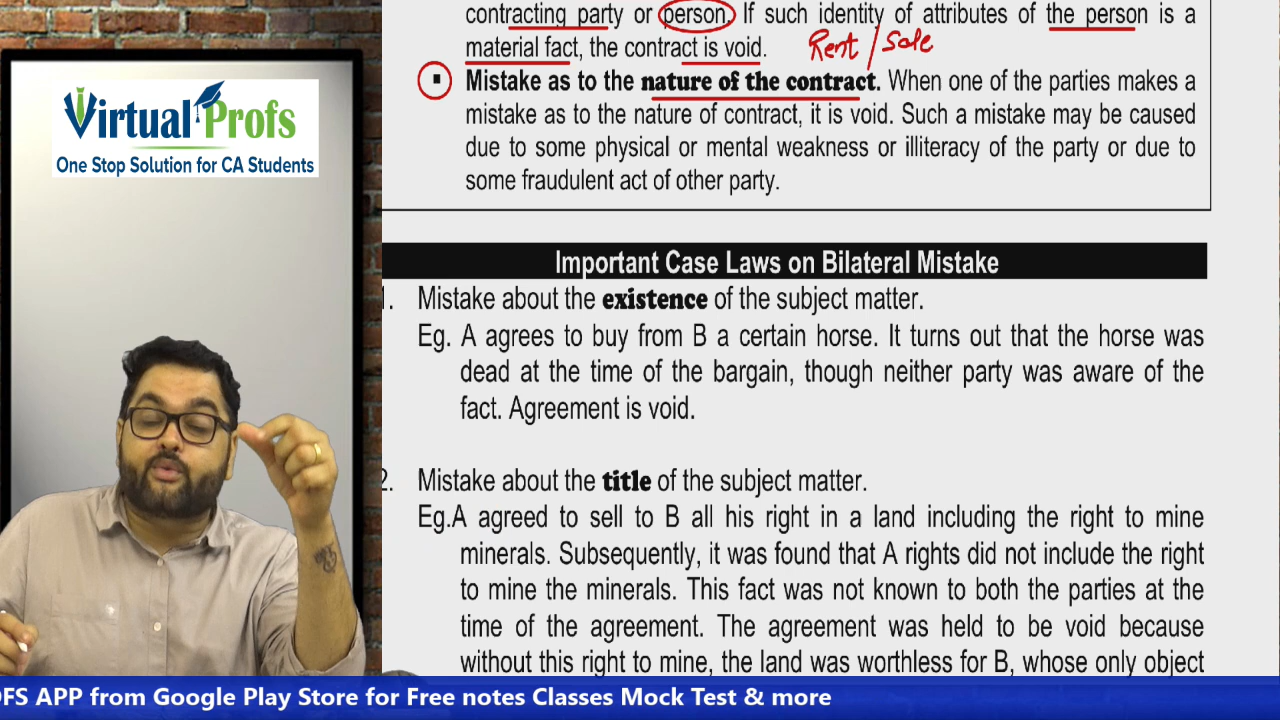 Virtual Profs
One Stop Solution for CA Students
contracting party or person. If such identity of attributes of the person is a
material fact, the contract is void. Rent / Sale
Mistake as to the nature of the contract. When one of the parties makes a
mistake as to the nature of contract, it is void. Such a mistake may be caused
due to some physical or mental weakness or illiteracy of the party or due to
some fraudulent act of other party.
Important Case Laws on Bilateral Mistake
1. Mistake about the existence of the subject matter.
Eg. A agrees to buy from B a certain horse. It turns out that the horse was
dead at the time of the bargain, though neither party was aware of the
fact. Agreement is void.
2. Mistake about the title of the subject matter.
Eg.A agreed to sell to B all his right in a land including the right to mine
minerals. Subsequently, it was found that A rights did not include the right
to mine the minerals. This fact was not known to both the parties at the
time of the agreement. The agreement was held to be void because
without this right to mine, the land was worthless for B, whose only object
OFS APP from Google Play Store for Free notes Classes Mock Test & more